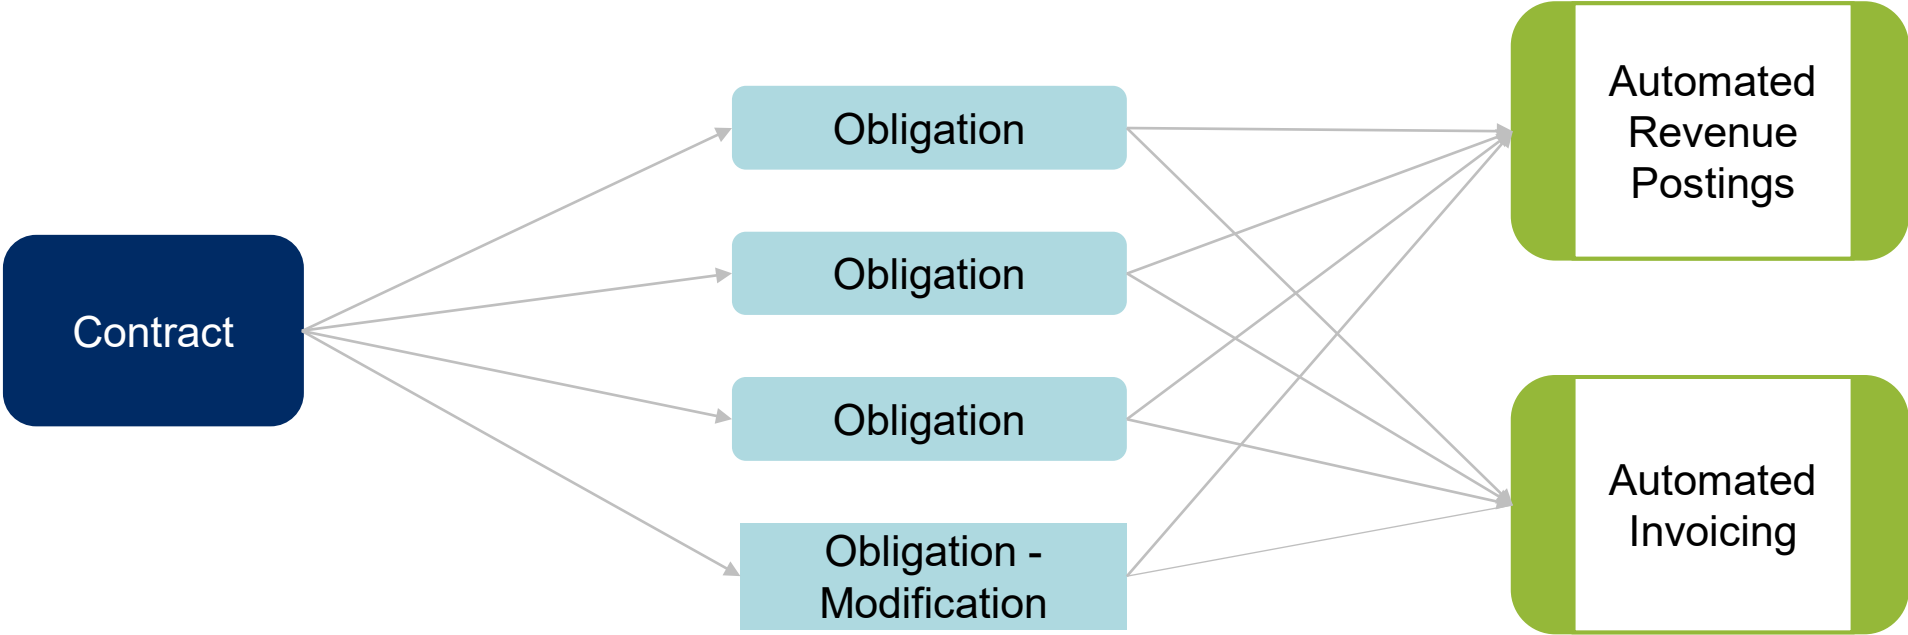 Contract
Obligation
Obligation
Obligation
Obligation -
Modification
Automated
Revenue
Postings
Automated
Invoicing